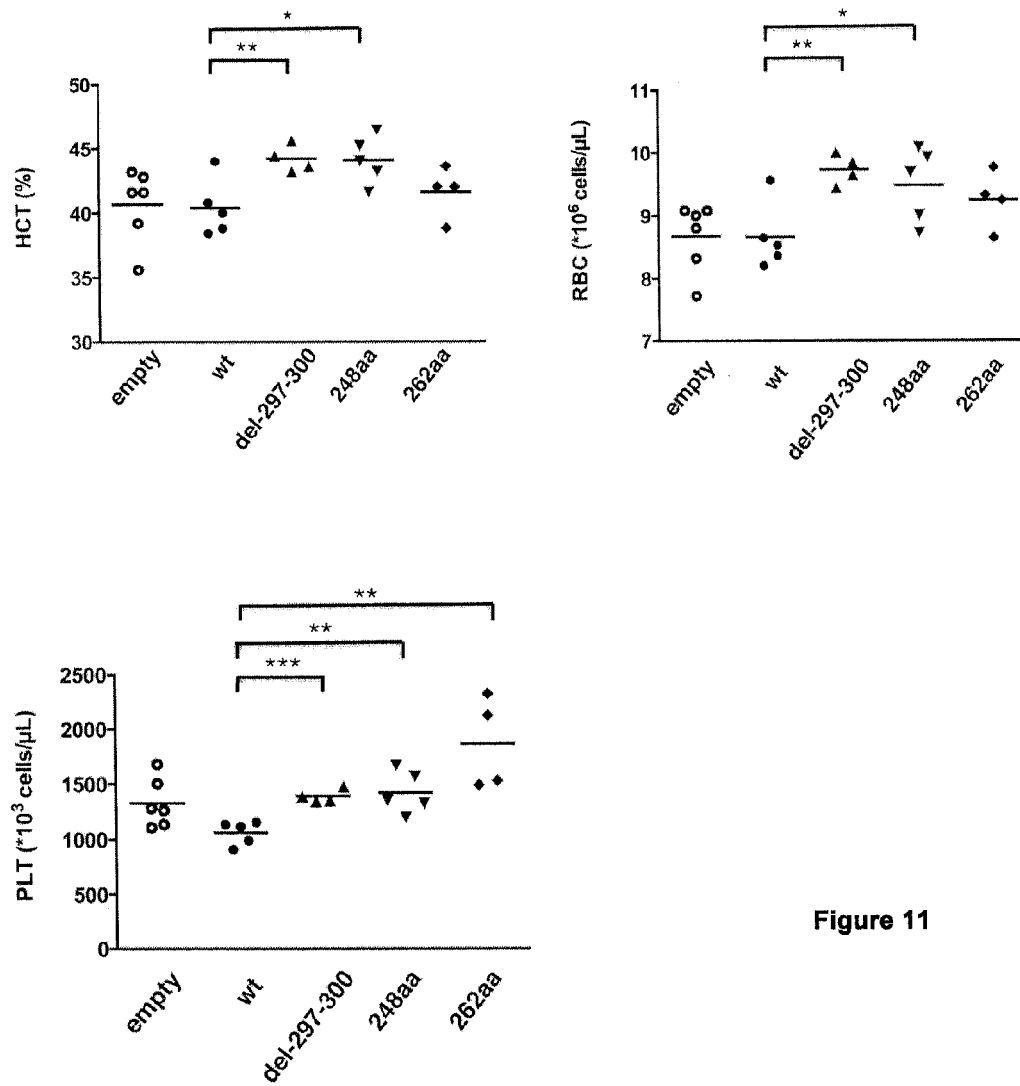 *
**
50
45
40
35
30
HCT (%)
empty
wt
del-297-300
248aa
262aa
*
**
11
10
9
8
7
RBC (*10⁶ cells/µL)
empty
wt
del-297-300
248aa
262aa
**
**
***
2500
2000
1500
1000
500
0
PLT (*10³ cells/µL)
empty
wt
del-297-300
248aa
262aa
Figure 11